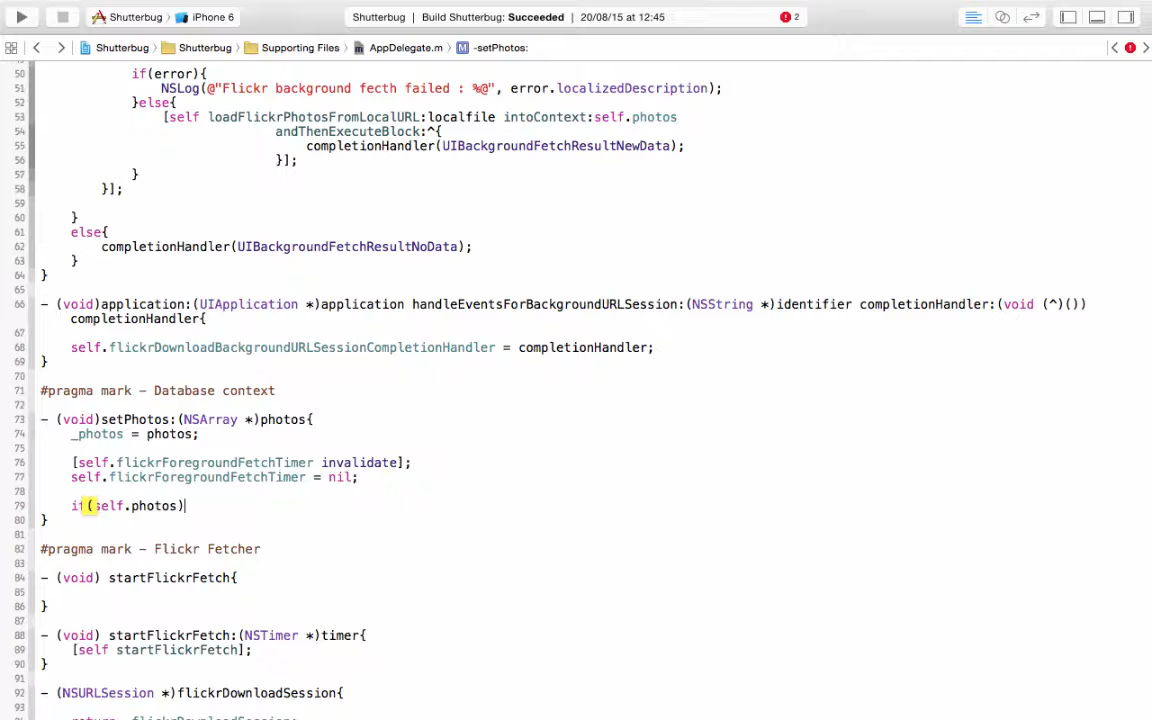 Shutterbug iPhone 6 Shutterbug | Build Shutterbug: Succeeded | 20/08/15 at 12:45 2
Shutterbug Shutterbug Supporting Files AppDelegate.m M -setPhotos:
50 if(error){
51 NSLog(@"Flickr background fecth failed : %@", error.localizedDescription);
52 }else{
53 [self loadFlickrPhotosFromLocalURL:localfile intoContext:self.photos
54 andThenExecuteBlock:^{
55 completionHandler(UIBackgroundFetchResultNewData);
56 }];
57 }
58 }];
59
60 }
61 else{
62 completionHandler(UIBackgroundFetchResultNoData);
63 }
64 }
65
66 - (void)application:(UIApplication *)application handleEventsForBackgroundURLSession:(NSString *)identifier completionHandler:(void (^)())
completionHandler{
67
68 self.flickrDownloadBackgroundURLSessionCompletionHandler = completionHandler;
69 }
70
71 #pragma mark - Database context
72
73 - (void)setPhotos:(NSArray *)photos{
74 _photos = photos;
75
76 [self.flickrForegroundFetchTimer invalidate];
77 self.flickrForegroundFetchTimer = nil;
78
79 if(self.photos)
80 }
81
82 #pragma mark - Flickr Fetcher
83
84 - (void) startFlickrFetch{
85
86 }
87
88 - (void) startFlickrFetch:(NSTimer *)timer{
89 [self startFlickrFetch];
90 }
91
92 - (NSURLSession *)flickrDownloadSession{
93